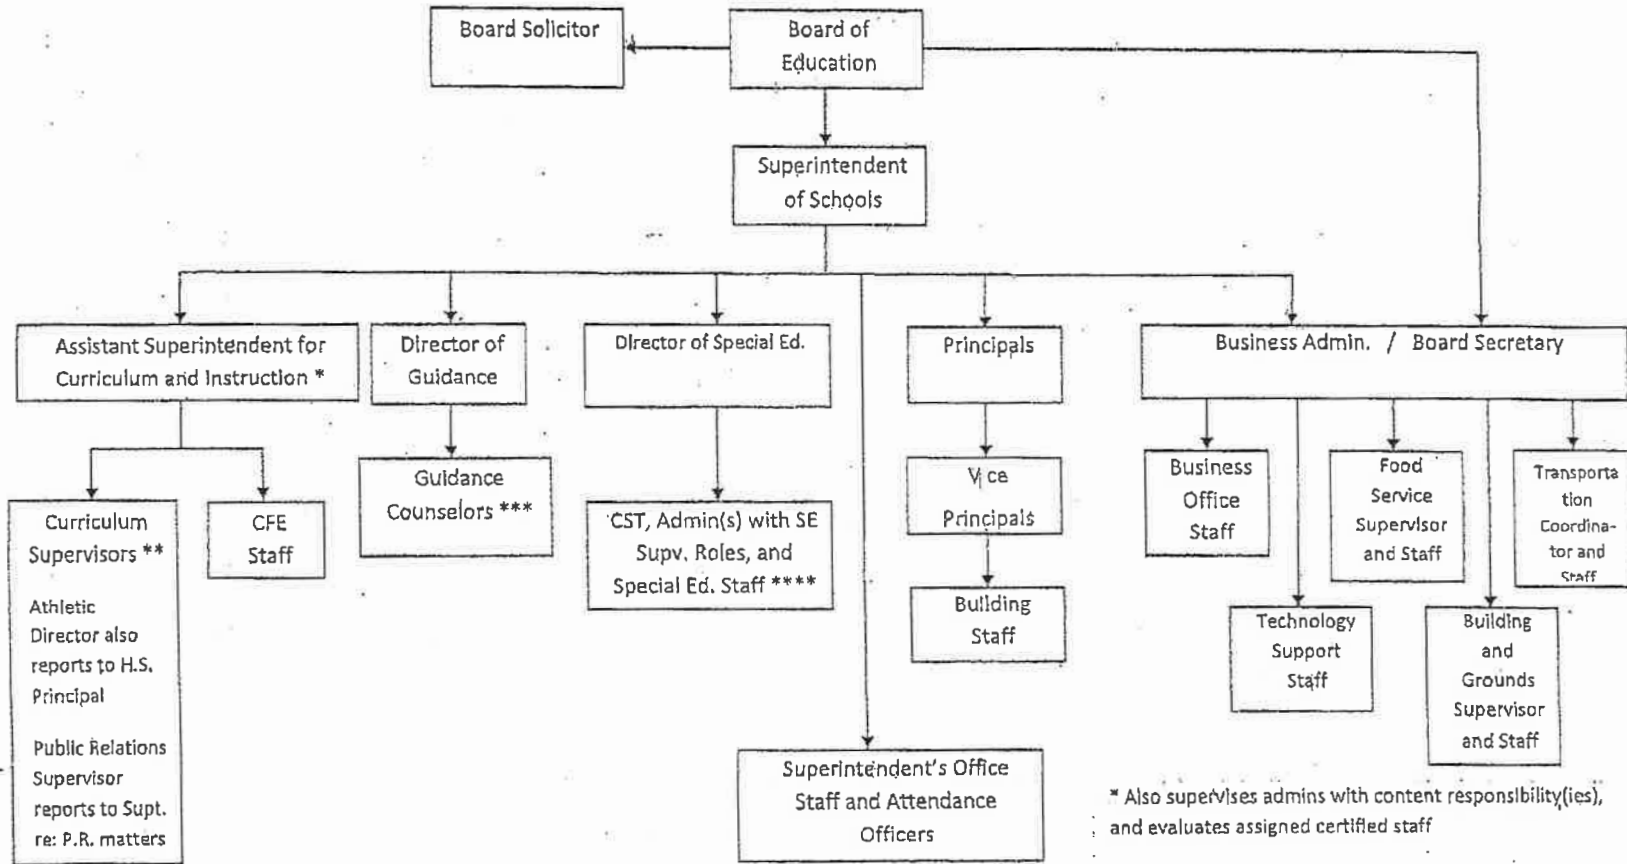 Board Solicitor
Board of
Education
Superintendent
of Schools
Assistant Superintendent for
Curriculum and Instruction *
Director of
Guidance
Director of Special Ed.
Principals
Business Admin. / Board Secretary
Curriculum
Supervisors **
Athletic
Director also
reports to H.S.
Principal
Public Relations
Supervisor
reports to Supt.
re: P.R. matters
CFE
Staff
Guidance
Counselors ***
CST, Admin(s) with SE
Supv. Roles, and
Special Ed. Staff ****
Vice
Principals
Building
Staff
Superintendent's Office
Staff and Attendance
Officers
Business
Office
Staff
Technology
Support
Staff
Food
Service
Supervisor
and Staff
Building
and
Grounds
Supervisor
and Staff
Transporta
tion
Coordina-
tor and
Staff
* Also supervises admins with content responsibility(ies),
and evaluates assigned certified staff